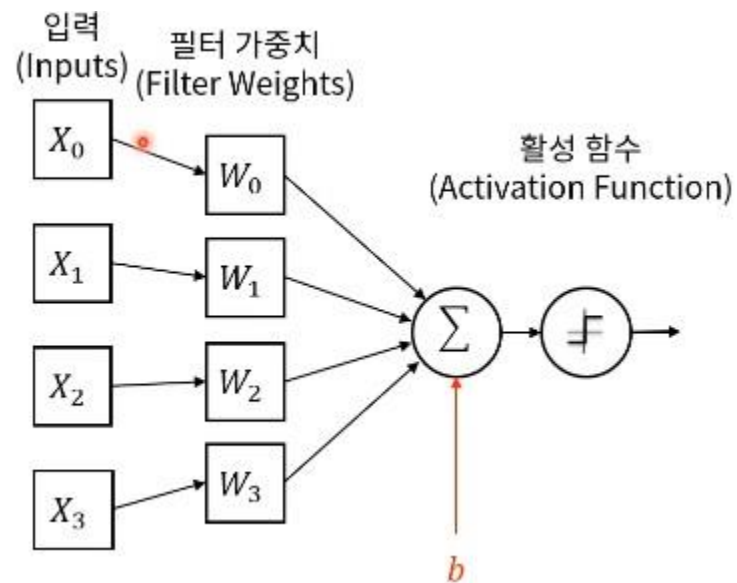 입력
(Inputs)
필터 가중치
(Filter Weights)
활성 함수
(Activation Function)
X₀
W₀
X₁
W₁
X₂
W₂
X₃
W₃
∑
b